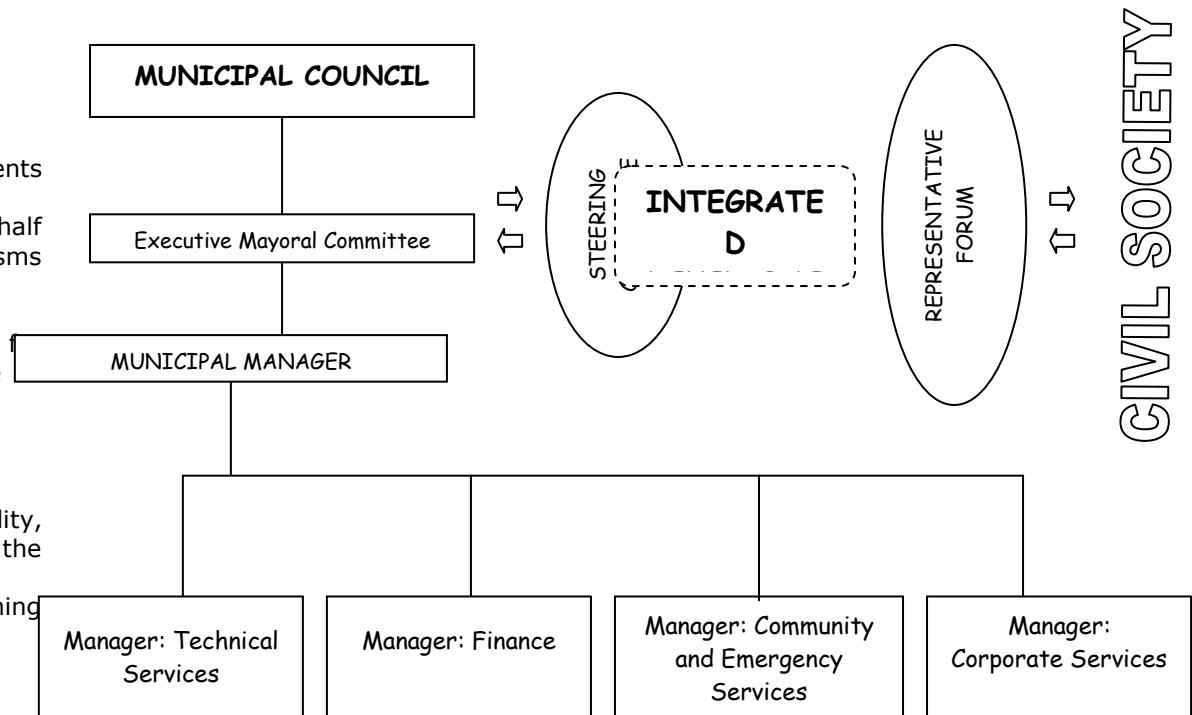 MUNICIPAL COUNCIL
Executive Mayoral Committee
MUNICIPAL MANAGER
STEERING
INTEGRATE
D
REPRESENTATIVE
FORUM
CIVIL SOCIETY
ents
half
sms
f
lity,
the
ning
Manager: Technical
Services
Manager: Finance
Manager: Community
and Emergency
Services
Manager:
Corporate Services